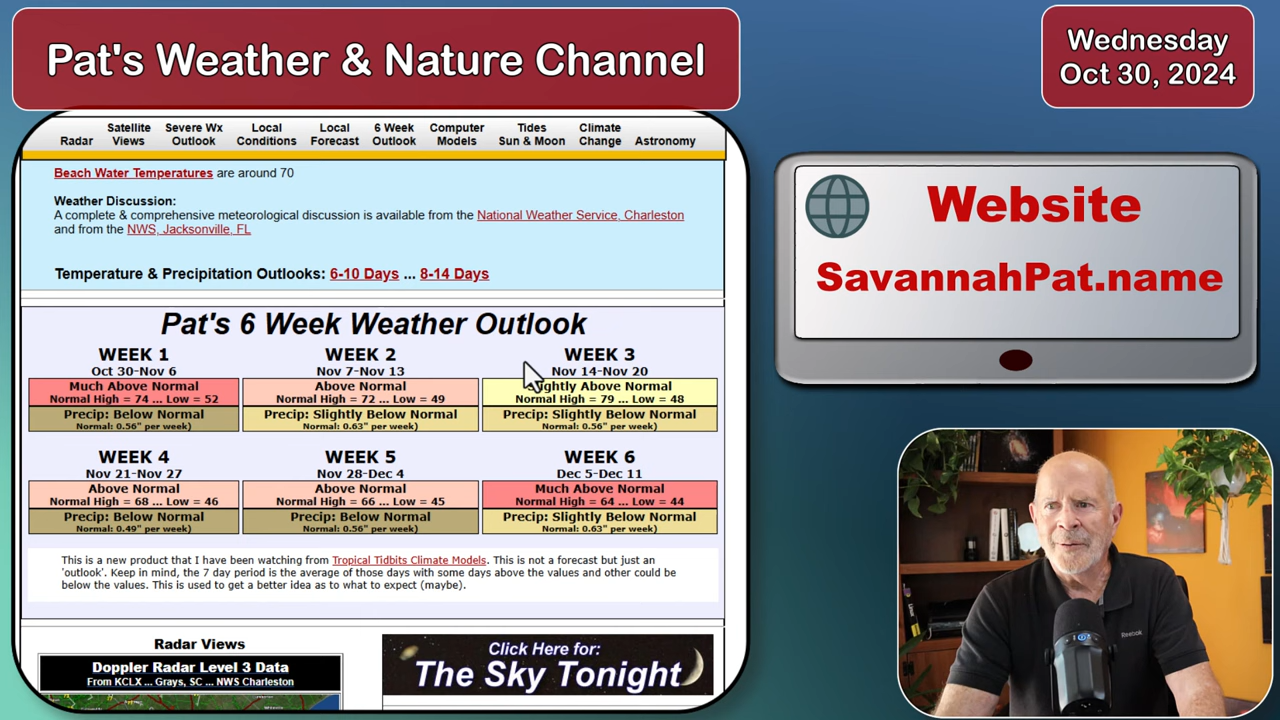 Pat's Weather & Nature Channel
Wednesday
Oct 30, 2024
Radar
Satellite Views
Severe Wx Outlook
Local Conditions
Local Forecast
6 Week Outlook
Computer Models
Tides Sun & Moon
Climate Change
Astronomy
Beach Water Temperatures are around 70
Weather Discussion:
A complete & comprehensive meteorological discussion is available from the National Weather Service, Charleston
and from the NWS, Jacksonville, FL
Temperature & Precipitation Outlooks: 6-10 Days ... 8-14 Days
Pat's 6 Week Weather Outlook
WEEK 1
Oct 30-Nov 6
Much Above Normal
Normal High = 74 ... Low = 52
Precip: Below Normal
Normal: 0.56" per week)
WEEK 2
Nov 7-Nov 13
Above Normal
Normal High = 72 ... Low = 49
Precip: Slightly Below Normal
Normal: 0.63" per week)
WEEK 3
Nov 14-Nov 20
Slightly Above Normal
Normal High = 79 ... Low = 48
Precip: Slightly Below Normal
Normal: 0.56" per week)
WEEK 4
Nov 21-Nov 27
Above Normal
Normal High = 68 ... Low = 46
Precip: Below Normal
Normal: 0.49" per week)
WEEK 5
Nov 28-Dec 4
Above Normal
Normal High = 66 ... Low = 45
Precip: Below Normal
Normal: 0.56" per week)
WEEK 6
Dec 5-Dec 11
Much Above Normal
Normal High = 64 ... Low = 44
Precip: Slightly Below Normal
Normal: 0.63" per week)
This is a new product that I have been watching from Tropical Tidbits Climate Models. This is not a forecast but just an
'outlook'. Keep in mind, the 7 day period is the average of those days with some days above the values and other could be
below the values. This is used to get a better idea as to what to expect (maybe).
Radar Views
Doppler Radar Level 3 Data
From KCLX ... Grays, SC ... NWS Charleston
Click Here for:
The Sky Tonight
Website
SavannahPat.name
Reebok